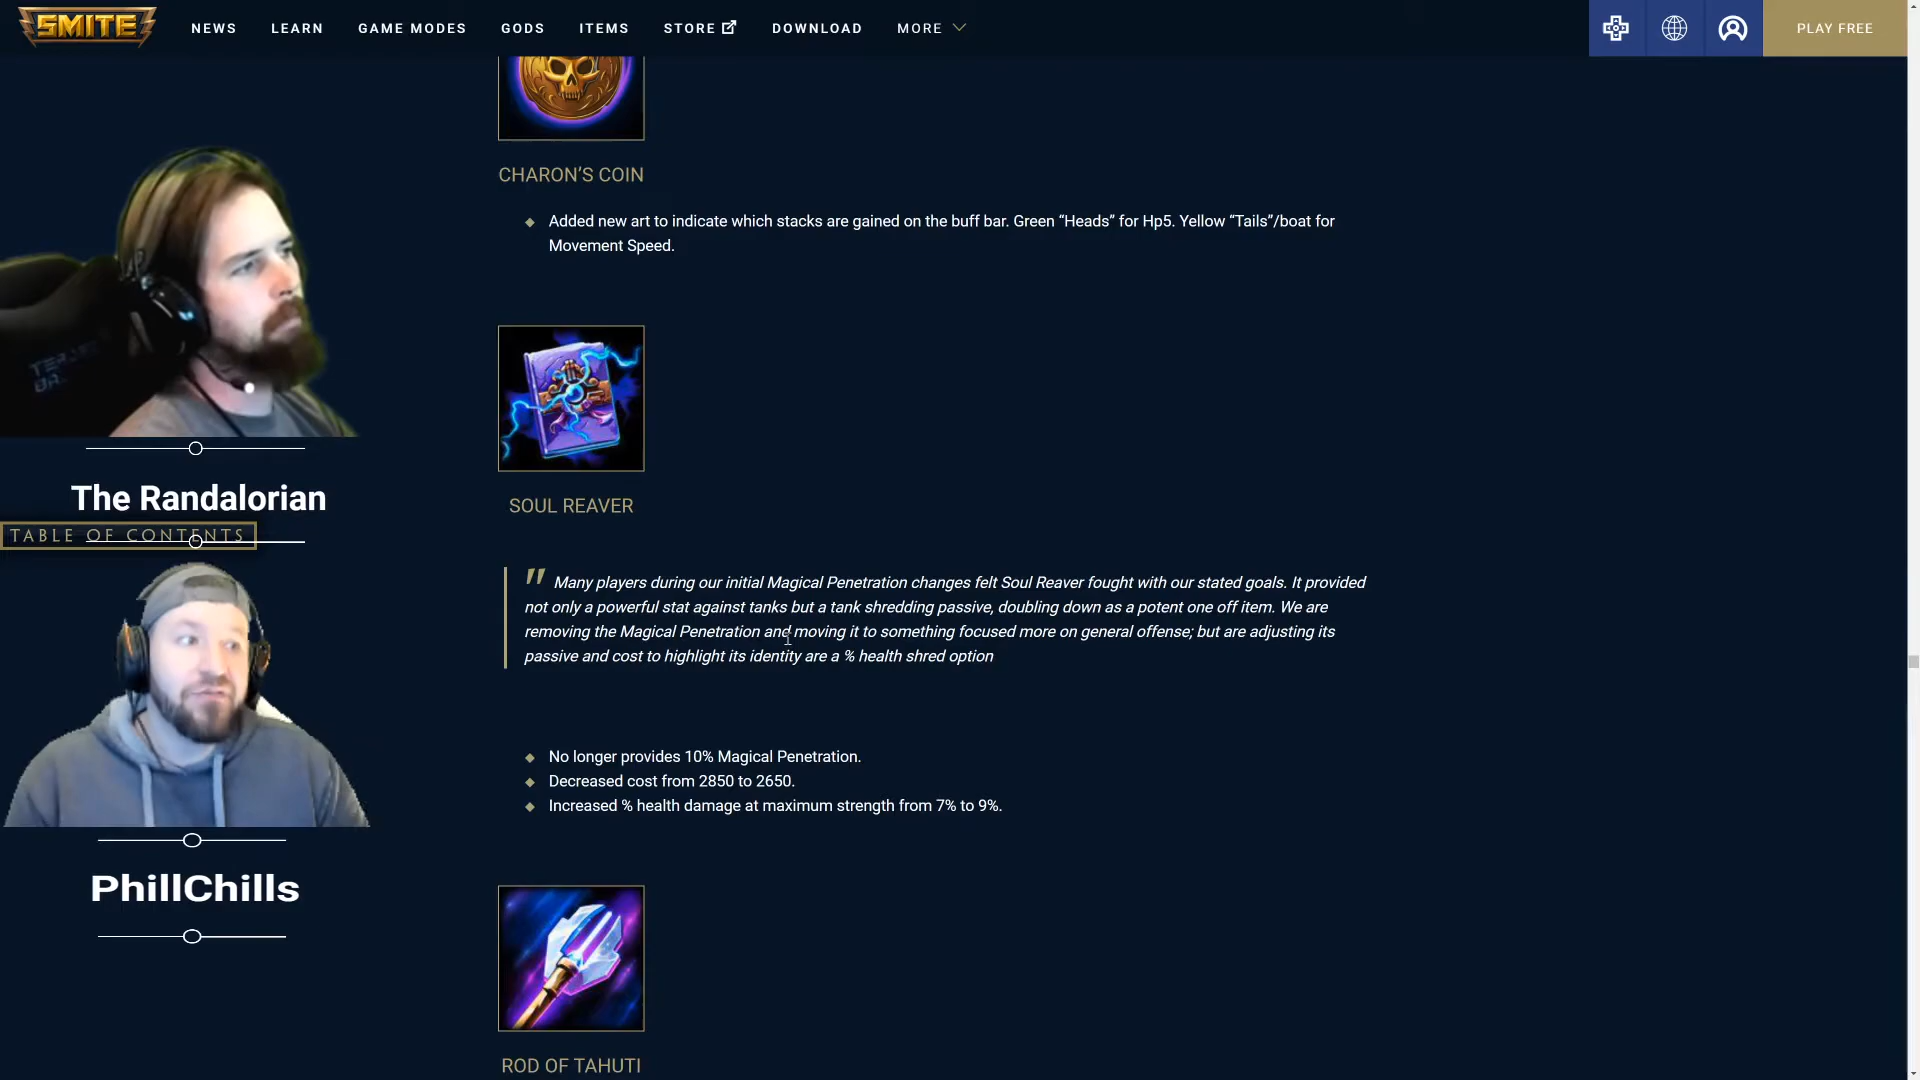 SMITE NEWS LEARN GAME MODES GODS ITEMS STORE DOWNLOAD MORE PLAY FREE
CHARON’S COIN
Added new art to indicate which stacks are gained on the buff bar. Green “Heads” for Hp5. Yellow “Tails”/boat for
Movement Speed.
The Randalorian
TABLE OF CONTENTS
SOUL REAVER
" Many players during our initial Magical Penetration changes felt Soul Reaver fought with our stated goals. It provided
not only a powerful stat against tanks but a tank shredding passive, doubling down as a potent one off item. We are
removing the Magical Penetration and moving it to something focused more on general offense; but are adjusting its
passive and cost to highlight its identity are a % health shred option
No longer provides 10% Magical Penetration.
Decreased cost from 2850 to 2650.
Increased % health damage at maximum strength from 7% to 9%.
PhillChills
ROD OF TAHUTI